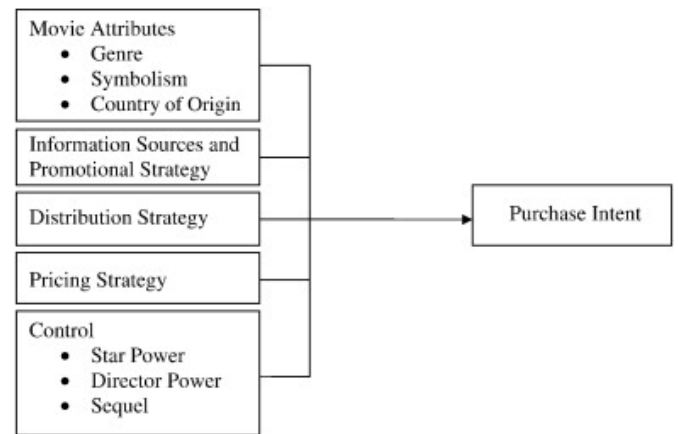 Movie Attributes
• Genre
• Symbolism
• Country of Origin
Information Sources and
Promotional Strategy
Distribution Strategy
Pricing Strategy
Control
• Star Power
• Director Power
• Sequel
Purchase Intent